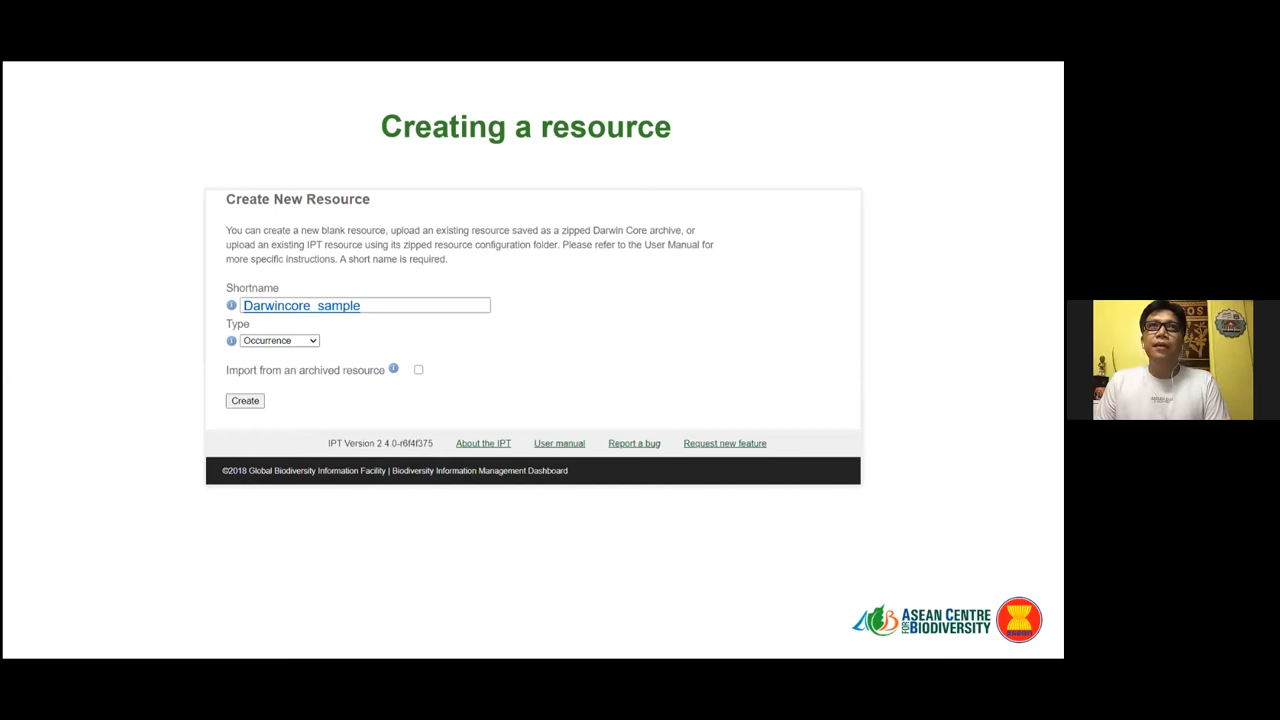 Creating a resource
Create New Resource
You can create a new blank resource, upload an existing resource saved as a zipped Darwin Core archive, or
upload an existing IPT resource using its zipped resource configuration folder. Please refer to the User Manual for
more specific instructions. A short name is required.
Shortname
Darwincore_sample
Type
Occurrence
Import from an archived resource
Create
IPT Version 2.4.0-r6f4f375 About the IPT User manual Report a bug Request new feature
©2018 Global Biodiversity Information Facility | Biodiversity Information Management Dashboard
ASEAN CENTRE
FOR BIODIVERSITY
asean